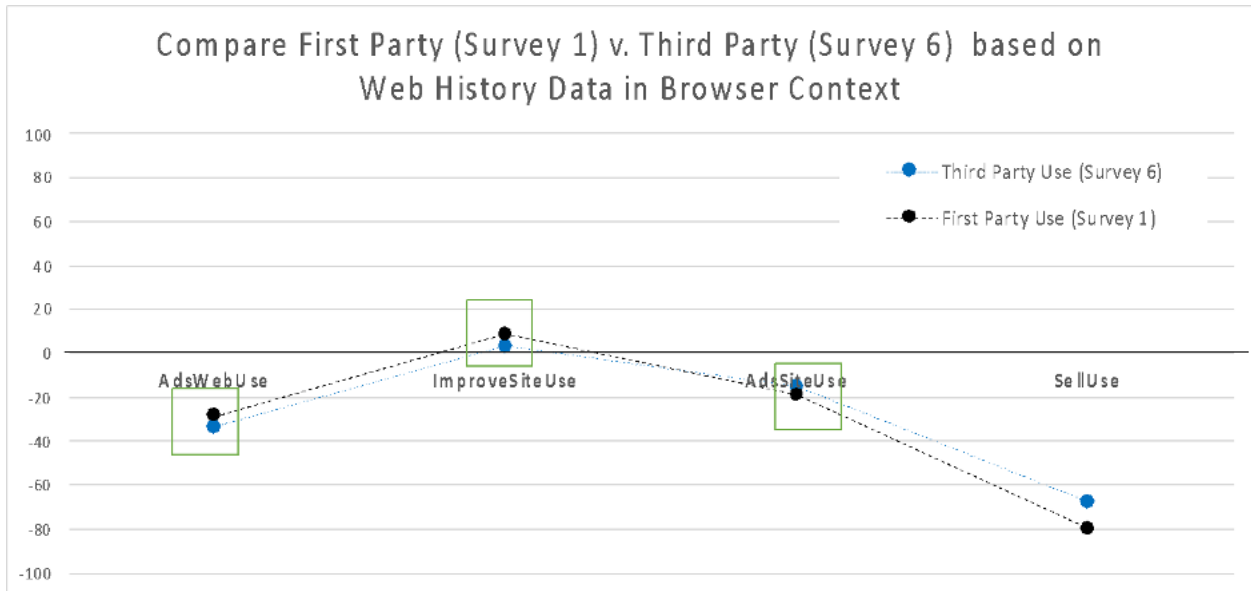 Compare First Party (Survey 1) v. Third Party (Survey 6) based on
Web History Data in Browser Context
100
80
60
40
20
0
-20
-40
-60
-80
-100
Third Party Use (Survey 6)
First Party Use (Survey 1)
AdsWebUse
ImproveSiteUse
AdsSiteUse
SellUse